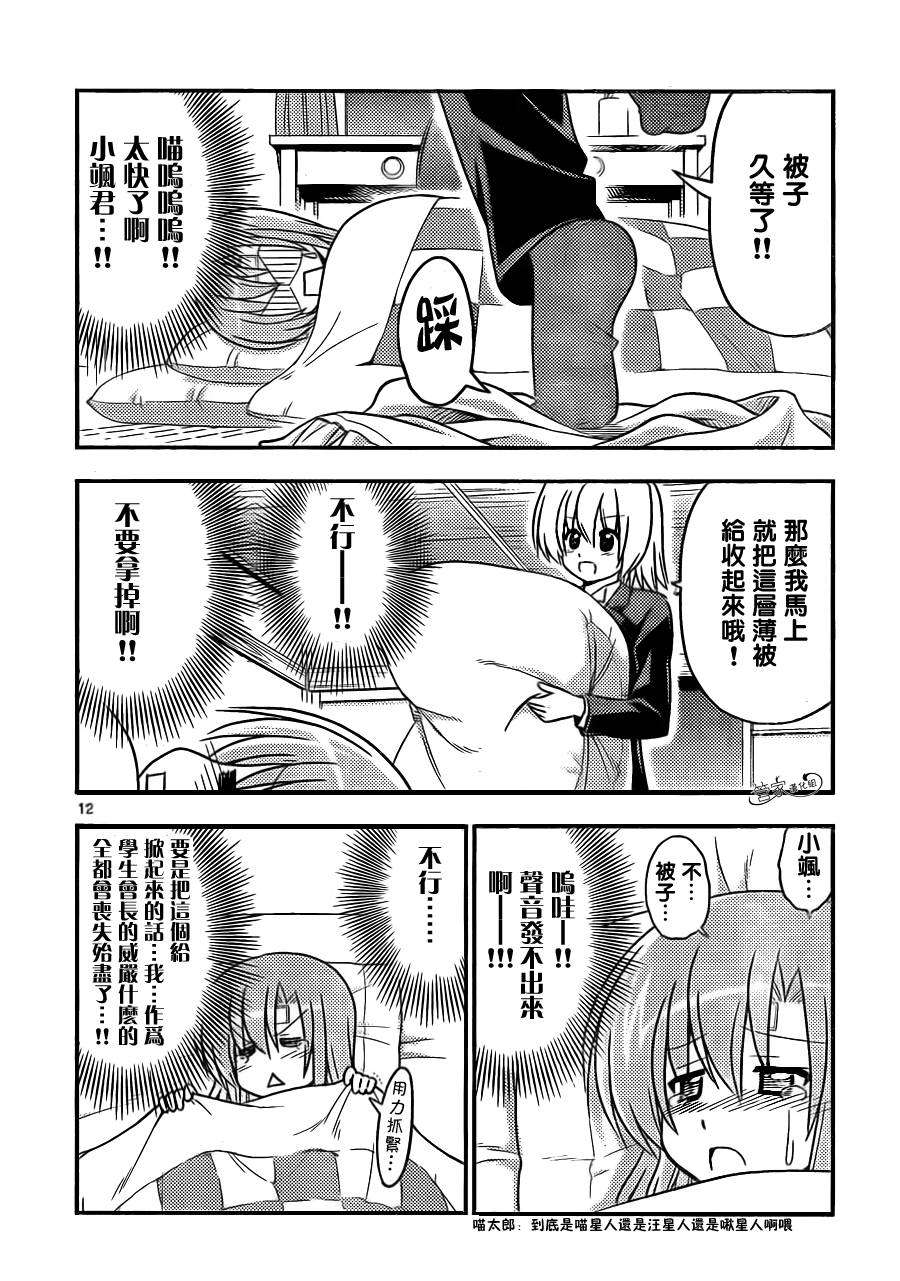 被子
久等了!!
踩
喵嗚嗚嗚!!
太快了啊
小颯君…!!
那麼我馬上
就把這層薄被
給收起來哦！
不行——!!
不要拿掉啊!!
管家漢化組
12
小颯…
不…
被子…
嗚哇—!!
聲音發不出來
啊——!!!
不行……
要是把這個給
掀起來的話…我…作爲
學生會長的威嚴什麼的
全都會喪失殆盡了…!!
用力抓緊…
喵太郎：到底是喵星人還是汪星人還是啾星人啊喂